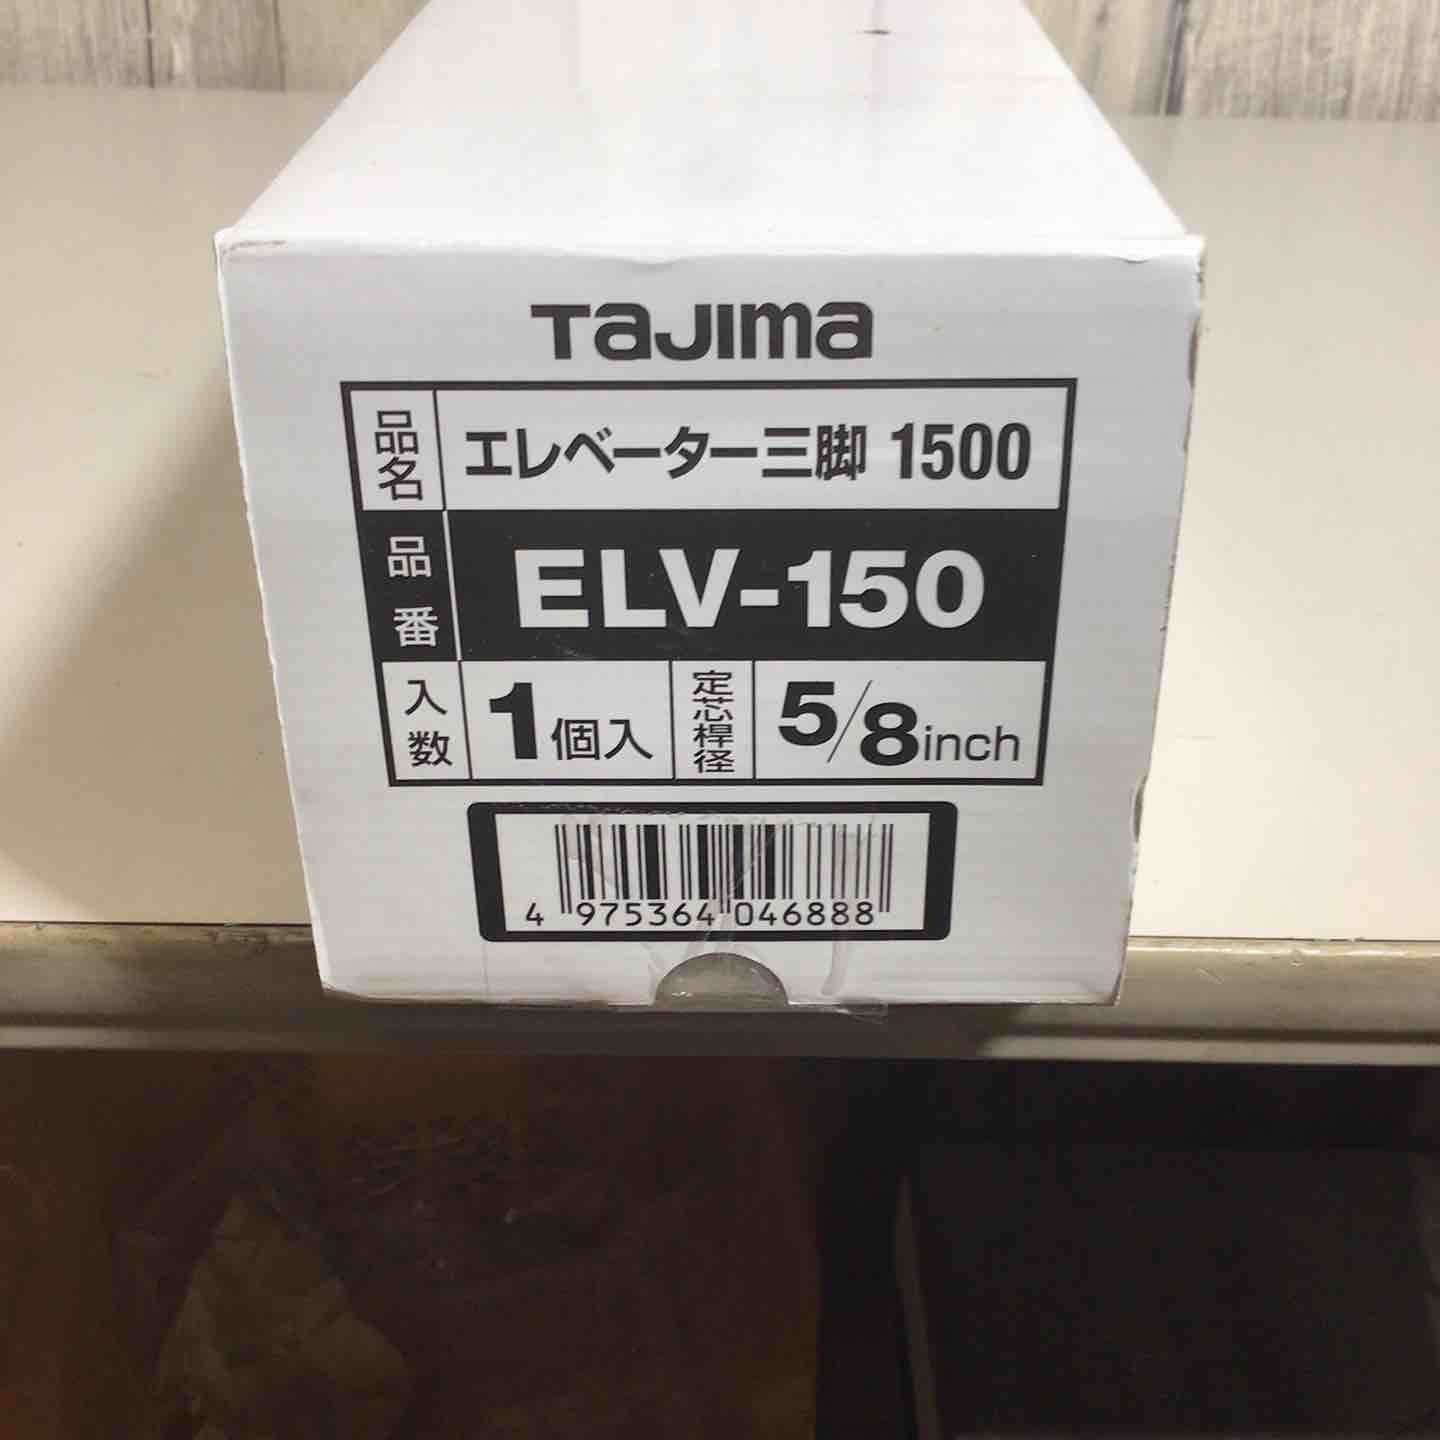 Tajima
品名 エレベーター三脚 1500
品番 ELV-150
入数 1個入 定芯桿径 5/8inch
4 975364 046888